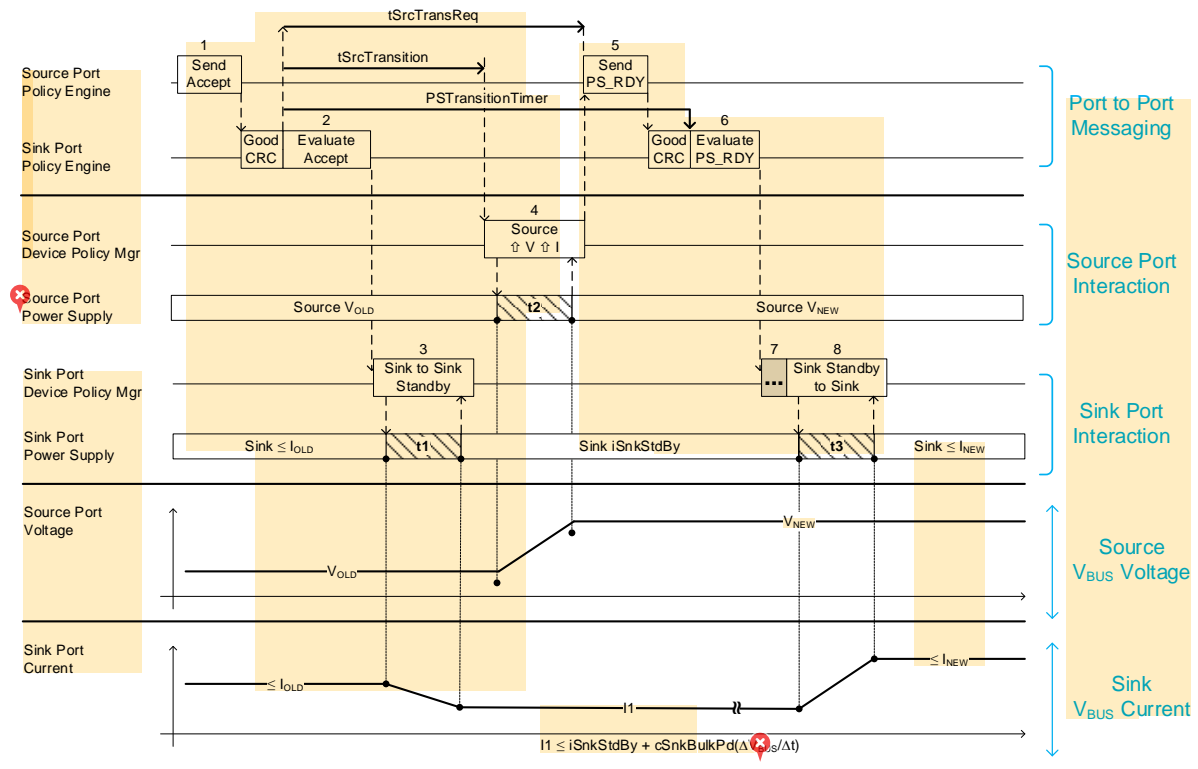 tSrcTransReq
1
5
Send
Accept
tSrcTransition
Send
PS_RDY
Source Port
Policy Engine
Port to Port
Messaging
PSTransitionTimer
2
6
Good
CRC
Evaluate
Accept
Good
CRC
Evaluate
PS_RDY
Sink Port
Policy Engine
4
Source
⇧ V ⇧ I
Source Port
Device Policy Mgr
Source Port
Interaction
Source Port
Power Supply
Source VOLD
t2
Source VNEW
3
7
8
Sink to Sink
Standby
...
Sink Standby
to Sink
Sink Port
Device Policy Mgr
Sink Port
Interaction
Sink Port
Power Supply
Sink ≤ IOLD
t1
Sink iSnkStdBy
t3
Sink ≤ INEW
Source Port
Voltage
VNEW
VOLD
Source
VBUS Voltage
Sink Port
Current
≤ INEW
≤ IOLD
I1
Sink
VBUS Current
I1 ≤ iSnkStdBy + cSnkBulkPd(ΔVBUS/Δt)